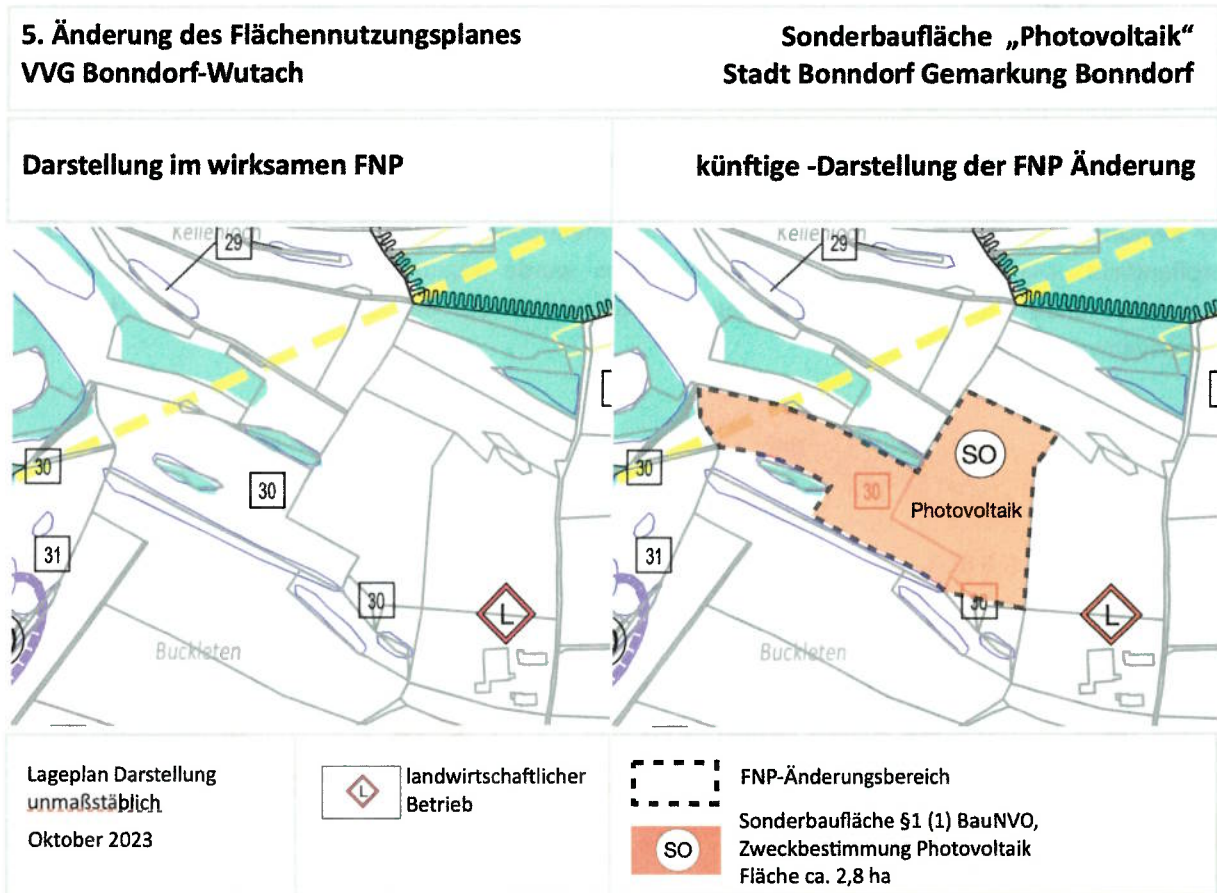 5. Änderung des Flächennutzungsplanes
VVG Bonndorf-Wutach
Sonderbaufläche „Photovoltaik“
Stadt Bonndorf Gemarkung Bonndorf
Darstellung im wirksamen FNP
künftige -Darstellung der FNP Änderung
Kellenloch
29
30
30
31
30
L
Buckleten
Kellenloch
29
SO
30
30
Photovoltaik
31
30
L
Buckleten
Lageplan Darstellung
unmaßstäblich
Oktober 2023
L
landwirtschaftlicher
Betrieb
FNP-Änderungsbereich
SO
Sonderbaufläche §1 (1) BauNVO,
Zweckbestimmung Photovoltaik
Fläche ca. 2,8 ha